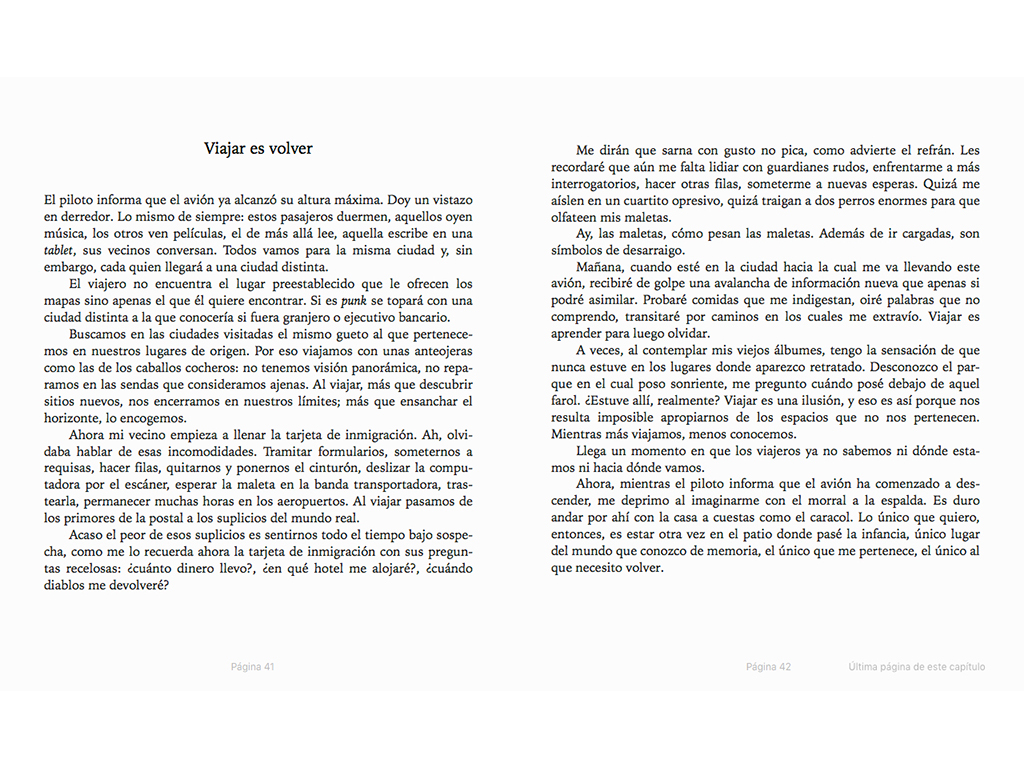 Viajar es volver
El piloto informa que el avión ya alcanzó su altura máxima. Doy un vistazo
en derredor. Lo mismo de siempre: estos pasajeros duermen, aquellos oyen
música, los otros ven películas, el de más allá lee, aquella escribe en una
tablet, sus vecinos conversan. Todos vamos para la misma ciudad y, sin
embargo, cada quien llegará a una ciudad distinta.
El viajero no encuentra el lugar preestablecido que le ofrecen los
mapas sino apenas el que él quiere encontrar. Si es punk se topará con una
ciudad distinta a la que conocería si fuera granjero o ejecutivo bancario.
Buscamos en las ciudades visitadas el mismo gueto al que pertenece-
mos en nuestros lugares de origen. Por eso viajamos con unas anteojeras
como las de los caballos cocheros: no tenemos visión panorámica, no repa-
ramos en las sendas que consideramos ajenas. Al viajar, más que descubrir
sitios nuevos, nos encerramos en nuestros límites; más que ensanchar el
horizonte, lo encogemos.
Ahora mi vecino empieza a llenar la tarjeta de inmigración. Ah, olvi-
daba hablar de esas incomodidades. Tramitar formularios, someternos a
requisas, hacer filas, quitarnos y ponernos el cinturón, deslizar la compu-
tadora por el escáner, esperar la maleta en la banda transportadora, tras-
tearla, permanecer muchas horas en los aeropuertos. Al viajar pasamos de
los primores de la postal a los suplicios del mundo real.
Acaso el peor de esos suplicios es sentirnos todo el tiempo bajo sospe-
cha, como me lo recuerda ahora la tarjeta de inmigración con sus pregun-
tas recelosas: ¿cuánto dinero llevo?, ¿en qué hotel me alojaré?, ¿cuándo
diablos me devolveré?
Página 41
Me dirán que sarna con gusto no pica, como advierte el refrán. Les
recordaré que aún me falta lidiar con guardianes rudos, enfrentarme a más
interrogatorios, hacer otras filas, someterme a nuevas esperas. Quizá me
aíslen en un cuartito opresivo, quizá traigan a dos perros enormes para que
olfateen mis maletas.
Ay, las maletas, cómo pesan las maletas. Además de ir cargadas, son
símbolos de desarraigo.
Mañana, cuando esté en la ciudad hacia la cual me va llevando este
avión, recibiré de golpe una avalancha de información nueva que apenas si
podré asimilar. Probaré comidas que me indigestan, oiré palabras que no
comprendo, transitaré por caminos en los cuales me extravío. Viajar es
aprender para luego olvidar.
A veces, al contemplar mis viejos álbumes, tengo la sensación de que
nunca estuve en los lugares donde aparezco retratado. Desconozco el par-
que en el cual poso sonriente, me pregunto cuándo posé debajo de aquel
farol. ¿Estuve allí, realmente? Viajar es una ilusión, y eso es así porque nos
resulta imposible apropiarnos de los espacios que no nos pertenecen.
Mientras más viajamos, menos conocemos.
Llega un momento en que los viajeros ya no sabemos ni dónde esta-
mos ni hacia dónde vamos.
Ahora, mientras el piloto informa que el avión ha comenzado a des-
cender, me deprimo al imaginarme con el morral a la espalda. Es duro
andar por ahí con la casa a cuestas como el caracol. Lo único que quiero,
entonces, es estar otra vez en el patio donde pasé la infancia, único lugar
del mundo que conozco de memoria, el único que me pertenece, el único al
que necesito volver.
Página 42
Última página de este capítulo